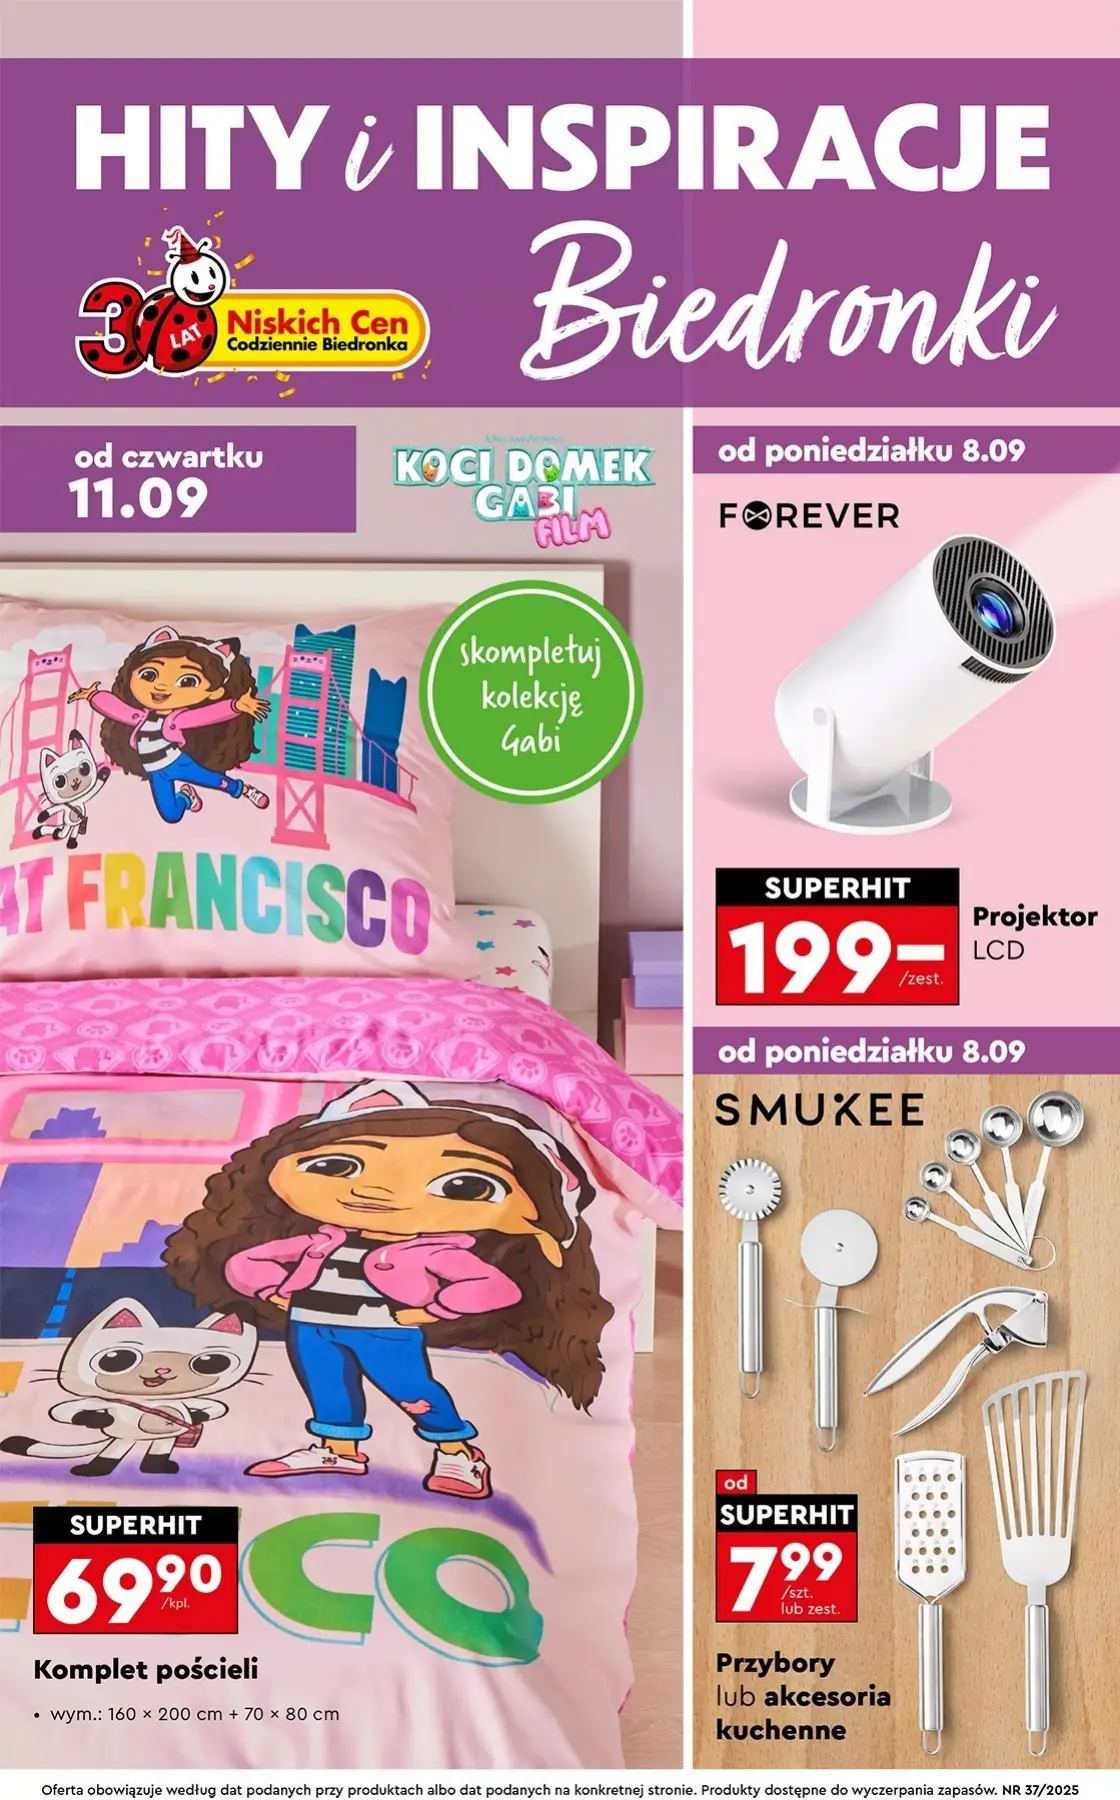 HITY i INSPIRACJE
Biedronki
30 LAT
Niskich Cen
Codziennie Biedronka
od czwartku
11.09
KOCI DOMEK
GABI
FILM
skompletuj
kolekcję
Gabi
AT FRANCISCO
CO
SUPERHIT
69 90
/kpl.
Komplet pościeli
• wym.: 160 × 200 cm + 70 × 80 cm
od poniedziałku 8.09
FOREVER
SUPERHIT
199-
/zest.
Projektor
LCD
od poniedziałku 8.09
SMUKEE
od
SUPERHIT
7 99
/szt.
lub zest.
Przybory
lub akcesoria
kuchenne
Oferta obowiązuje według dat podanych przy produktach albo dat podanych na konkretnej stronie. Produkty dostępne do wyczerpania zapasów. NR 37/2025